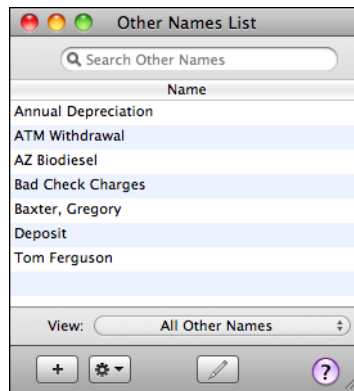 Other Names List
Search Other Names
Name
Annual Depreciation
ATM Withdrawal
AZ Biodiesel
Bad Check Charges
Baxter, Gregory
Deposit
Tom Ferguson
View: All Other Names
+
?